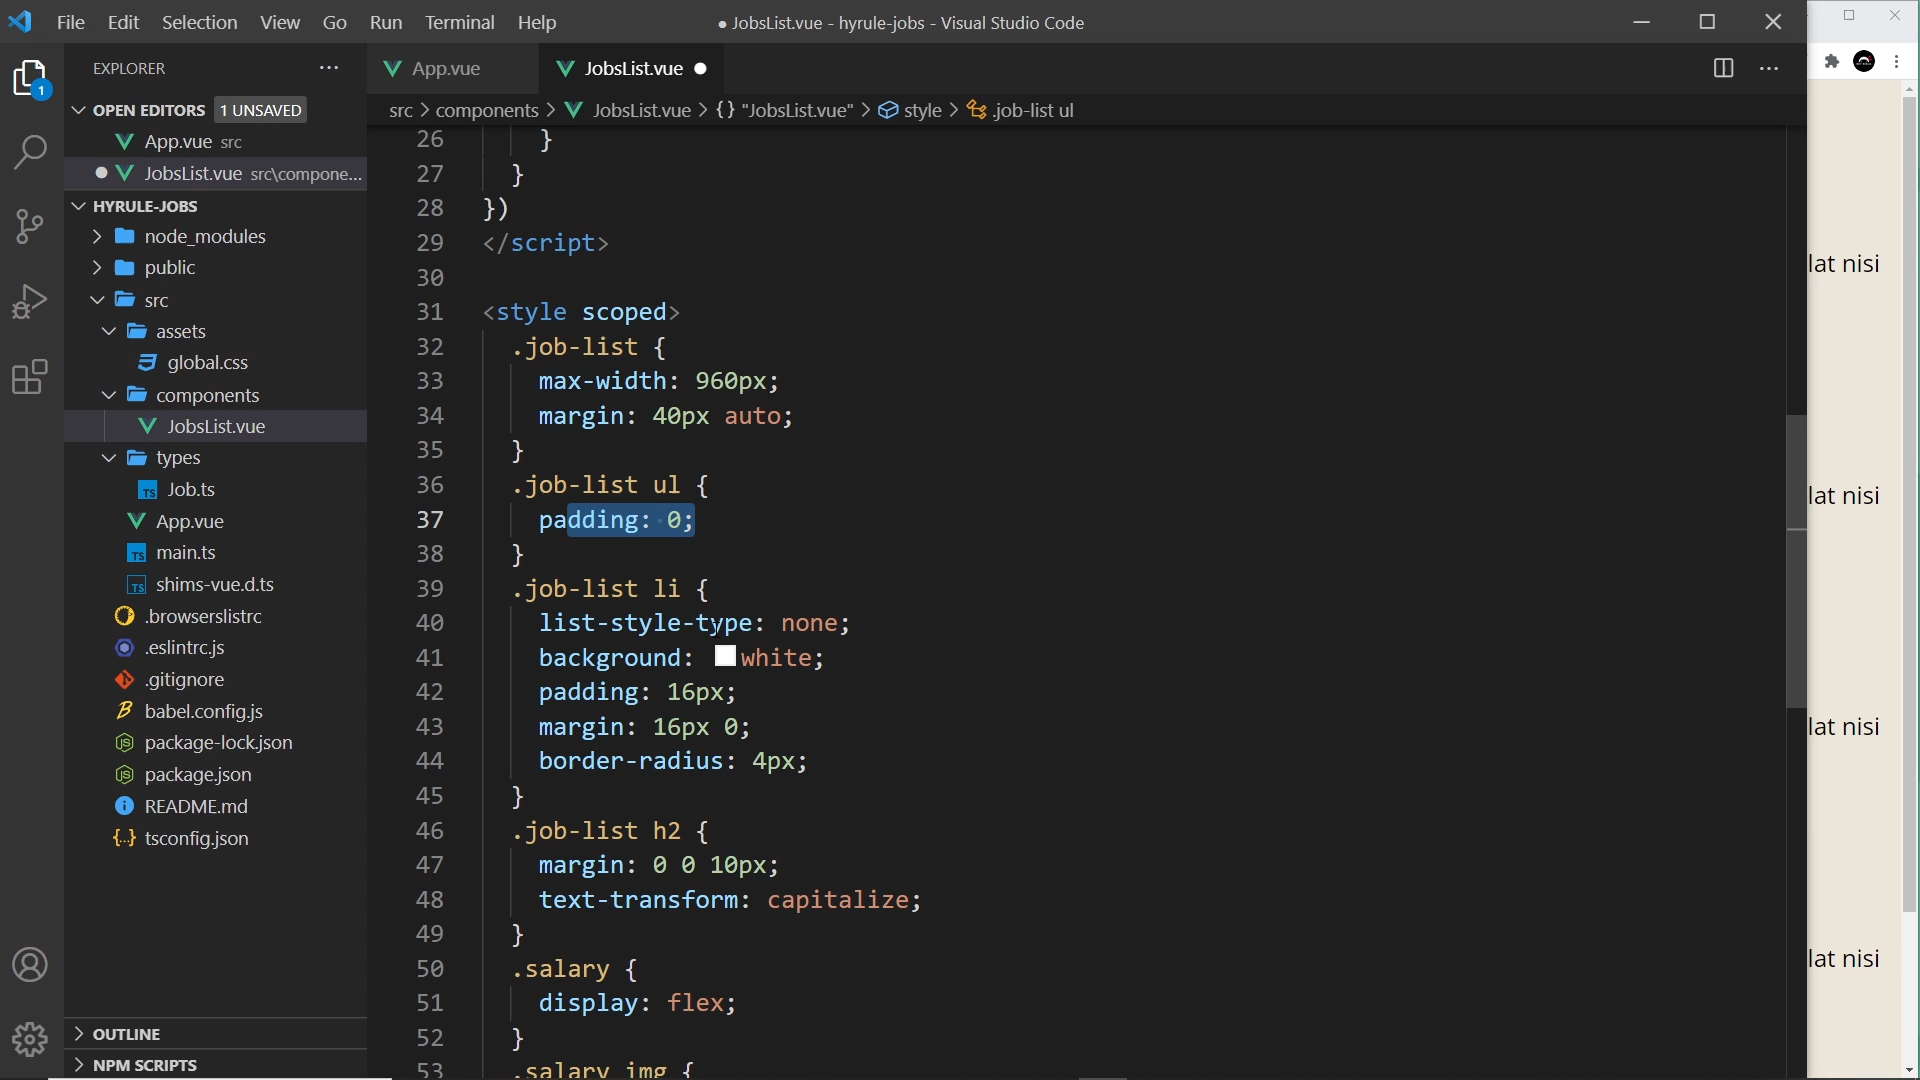 File Edit Selection View Go Run Terminal Help
● JobsList.vue - hyrule-jobs - Visual Studio Code
EXPLORER
App.vue
JobsList.vue
OPEN EDITORS 1 UNSAVED
src > components > JobsList.vue > {} "JobsList.vue" > style > .job-list ul
App.vue src
JobsList.vue src\compone...
HYRULE-JOBS
node_modules
public
src
assets
global.css
components
JobsList.vue
types
Job.ts
App.vue
main.ts
shims-vue.d.ts
.browserslistrc
.eslintrc.js
.gitignore
babel.config.js
package-lock.json
package.json
README.md
tsconfig.json
OUTLINE
NPM SCRIPTS
1
26 }
27 }
28 })
29 </script>
30
31 <style scoped>
32 .job-list {
33 max-width: 960px;
34 margin: 40px auto;
35 }
36 .job-list ul {
37 padding: 0;
38 }
39 .job-list li {
40 list-style-type: none;
41 background: white;
42 padding: 16px;
43 margin: 16px 0;
44 border-radius: 4px;
45 }
46 .job-list h2 {
47 margin: 0 0 10px;
48 text-transform: capitalize;
49 }
50 .salary {
51 display: flex;
52 }
53 .salary img {
lat nisi
lat nisi
lat nisi
lat nisi